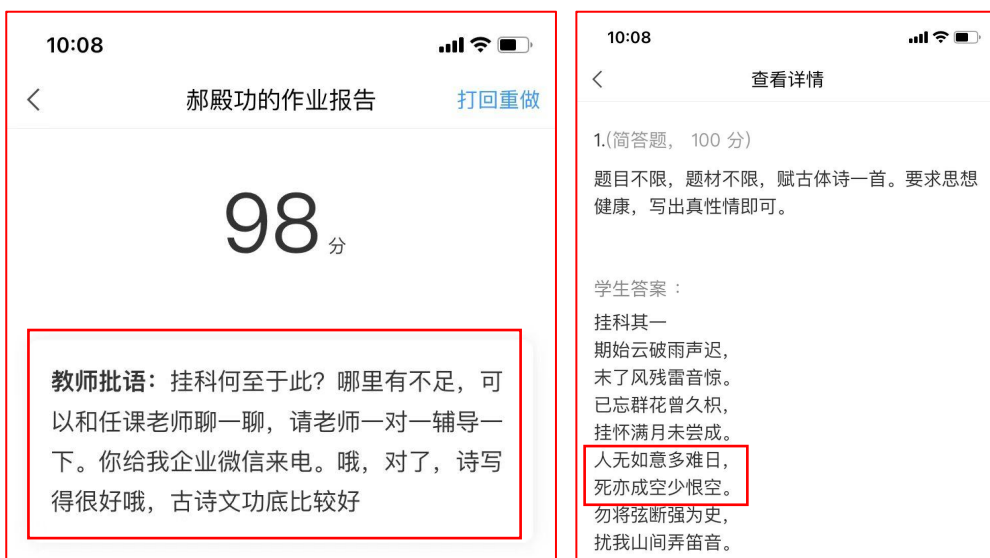 10:08
郝殿功的作业报告
打回重做
98分
教师批语：挂科何至于此？哪里有不足，可
以和任课老师聊一聊，请老师一对一辅导一
下。你给我企业微信来电。哦，对了，诗写
得很好哦，古诗文功底比较好
10:08
查看详情
1.(简答题， 100 分)
题目不限，题材不限，赋古体诗一首。要求思想
健康，写出真性情即可。
学生答案：
挂科其一
期始云破雨声迟，
末了风残雷音惊。
已忘群花曾久枳，
挂怀满月未尝成。
人无如意多难日，
死亦成空少恨空。
勿将弦断强为史，
扰我山间弄笛音。